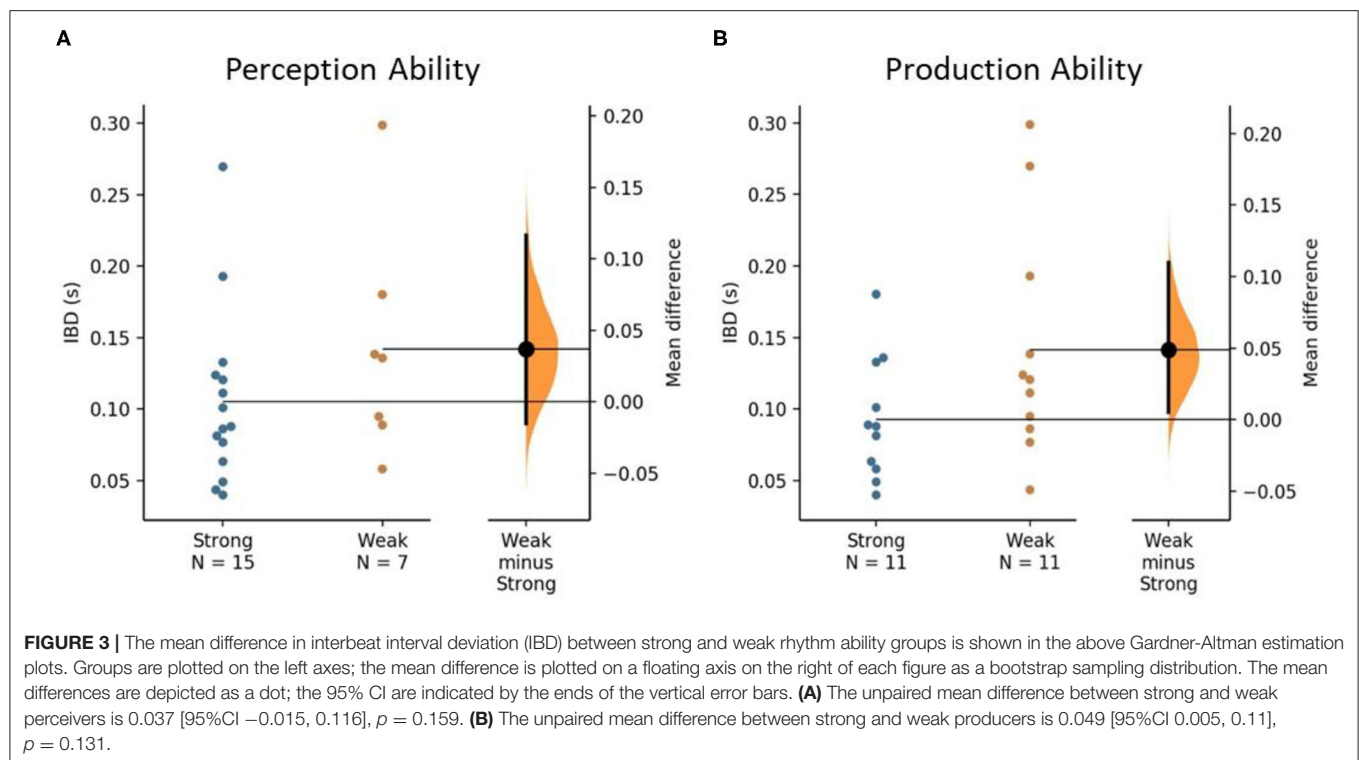 A
Perception Ability
0.30
0.25
0.20
0.15
0.10
0.05
IBD (s)
0.20
0.15
0.10
0.05
0.00
−0.05
Mean difference
Strong
N = 15
Weak
N = 7
Weak
minus
Strong
B
Production Ability
0.30
0.25
0.20
0.15
0.10
0.05
IBD (s)
0.20
0.15
0.10
0.05
0.00
−0.05
Mean difference
Strong
N = 11
Weak
N = 11
Weak
minus
Strong
FIGURE 3 | The mean difference in interbeat interval deviation (IBD) between strong and weak rhythm ability groups is shown in the above Gardner-Altman estimation
plots. Groups are plotted on the left axes; the mean difference is plotted on a floating axis on the right of each figure as a bootstrap sampling distribution. The mean
differences are depicted as a dot; the 95% CI are indicated by the ends of the vertical error bars. (A) The unpaired mean difference between strong and weak
perceivers is 0.037 [95%CI −0.015, 0.116], p = 0.159. (B) The unpaired mean difference between strong and weak producers is 0.049 [95%CI 0.005, 0.11],
p = 0.131.